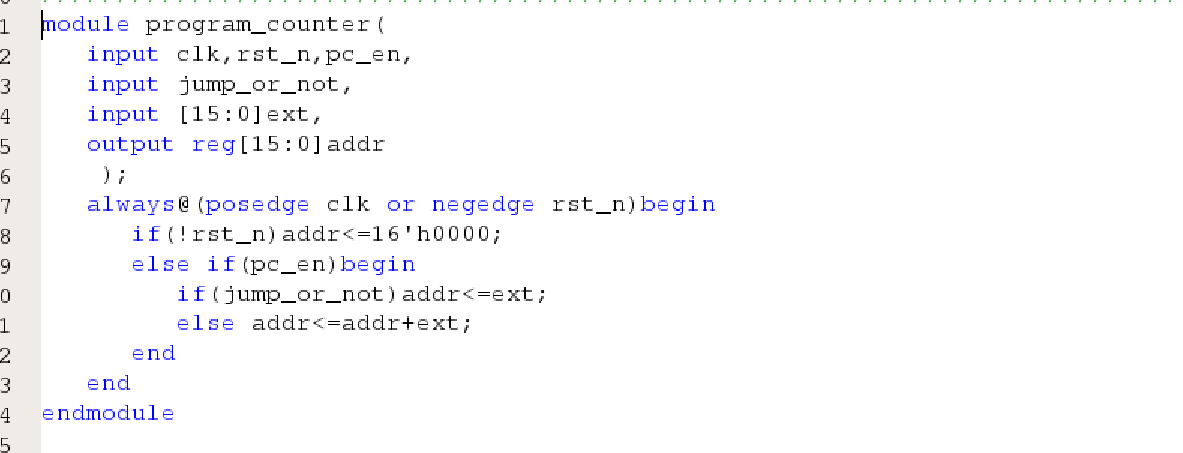 1 module program_counter(
2 input clk,rst_n,pc_en,
3 input jump_or_not,
4 input [15:0]ext,
5 output reg[15:0]addr
6 );
7 always@(posedge clk or negedge rst_n)begin
8 if(!rst_n)addr<=16'h0000;
9 else if(pc_en)begin
0 if(jump_or_not)addr<=ext;
1 else addr<=addr+ext;
2 end
3 end
4 endmodule
5